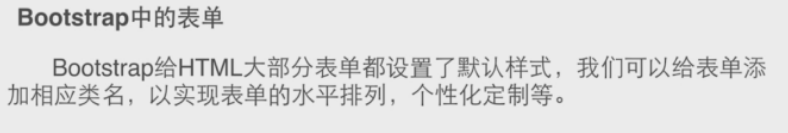 Bootstrap中的表单
Bootstrap给HTML大部分表单都设置了默认样式，我们可以给表单添
加相应类名，以实现表单的水平排列，个性化定制等。